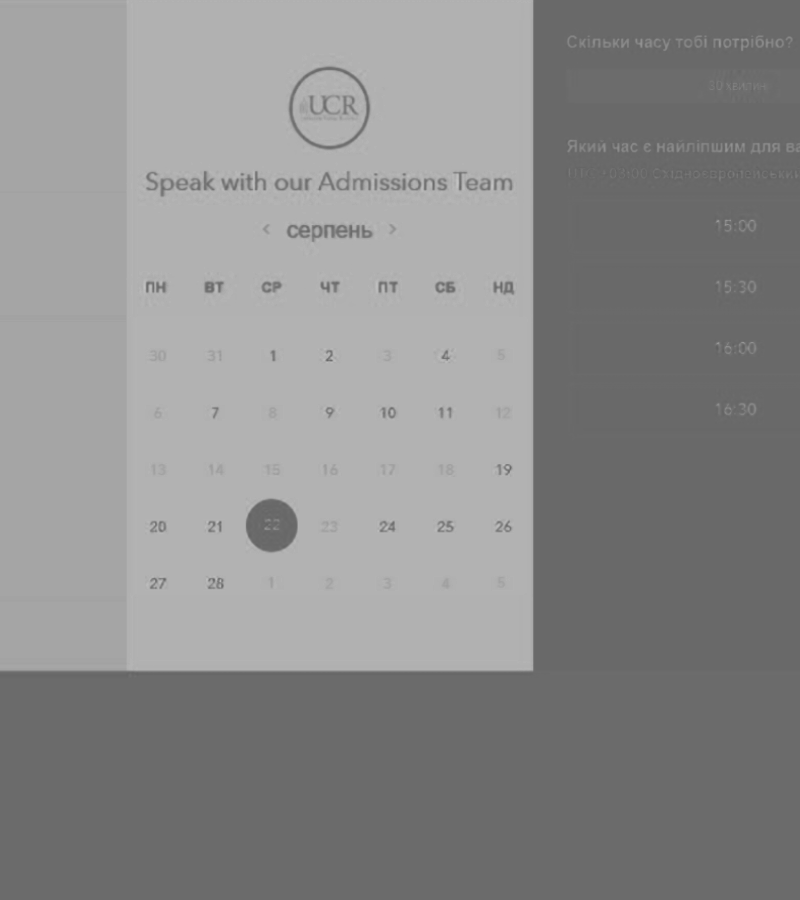 UCR
Speak with our Admissions Team
‹ серпень ›
ПН ВТ СР ЧТ ПТ СБ НД
30 31 1 2 3 4 5
6 7 8 9 10 11 12
13 14 15 16 17 18 19
20 21 22 23 24 25 26
27 28 1 2 3 4 5
Скільки часу тобі потрібно?
30 хвилин
Який час є найліпшим для ва
15:00
15:30
16:00
16:30